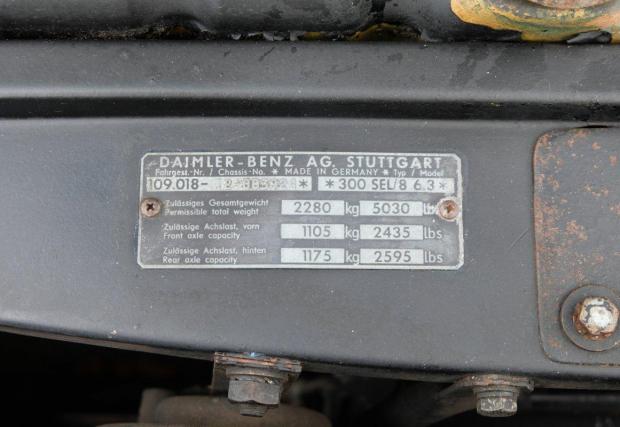 DAIMLER-BENZ AG. STUTTGART
Fahrgest.-Nr. / Chassis-No. * MADE IN GERMANY * Typ / Model
109.018- * * 300 SEL/8 6.3 *
Zulässiges Gesamtgewicht
Permissible total weight 2280 kg 5030 lbs
Zulässige Achslast, vorn
Front axle capacity 1105 kg 2435 lbs
Zulässige Achslast, hinten
Rear axle capacity 1175 kg 2595 lbs